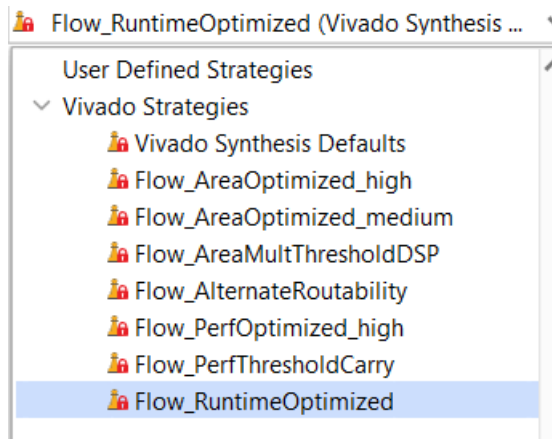 Flow_RuntimeOptimized (Vivado Synthesis ...
User Defined Strategies
Vivado Strategies
Vivado Synthesis Defaults
Flow_AreaOptimized_high
Flow_AreaOptimized_medium
Flow_AreaMultThresholdDSP
Flow_AlternateRoutability
Flow_PerfOptimized_high
Flow_PerfThresholdCarry
Flow_RuntimeOptimized